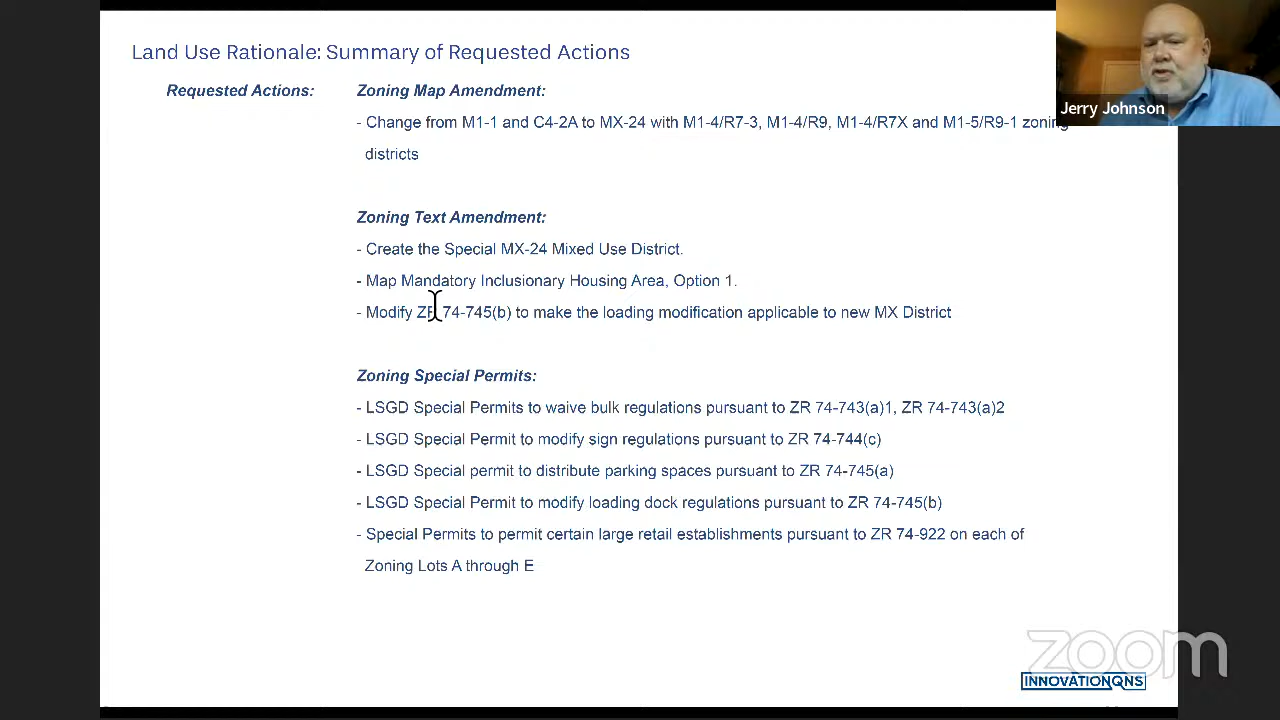 Land Use Rationale: Summary of Requested Actions
Requested Actions:
Zoning Map Amendment:
- Change from M1-1 and C4-2A to MX-24 with M1-4/R7-3, M1-4/R9, M1-4/R7X and M1-5/R9-1 zoning
districts
Zoning Text Amendment:
- Create the Special MX-24 Mixed Use District.
- Map Mandatory Inclusionary Housing Area, Option 1.
- Modify ZR 74-745(b) to make the loading modification applicable to new MX District
Zoning Special Permits:
- LSGD Special Permits to waive bulk regulations pursuant to ZR 74-743(a)1, ZR 74-743(a)2
- LSGD Special Permit to modify sign regulations pursuant to ZR 74-744(c)
- LSGD Special permit to distribute parking spaces pursuant to ZR 74-745(a)
- LSGD Special Permit to modify loading dock regulations pursuant to ZR 74-745(b)
- Special Permits to permit certain large retail establishments pursuant to ZR 74-922 on each of
Zoning Lots A through E
Jerry Johnson
zoom
INNOVATIONQNS